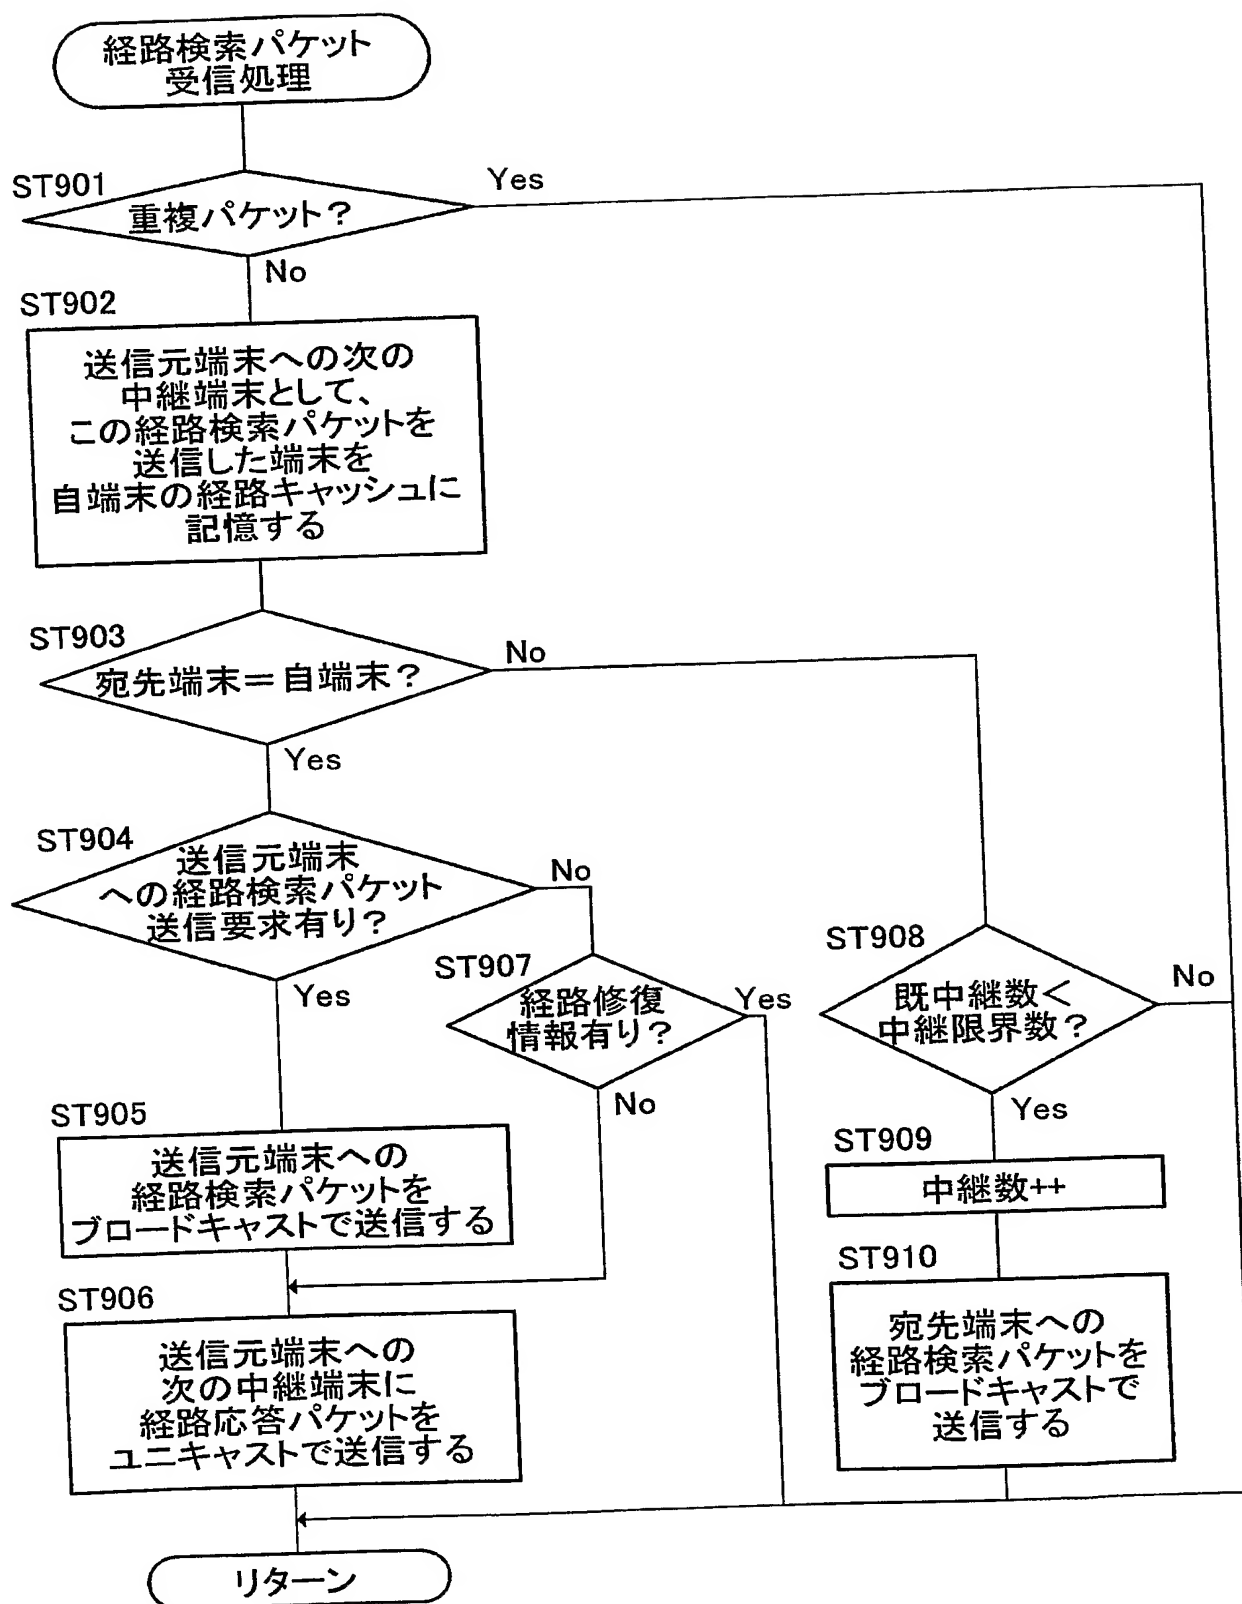 経路検索パケット
受信処理
ST901
重複パケット?
Yes
No
ST902
送信元端末への次の
中継端末として、
この経路検索パケットを
送信した端末を
自端末の経路キャッシュに
記憶する
ST903
宛先端末=自端末?
No
Yes
ST904
送信元端末
への経路検索パケット
送信要求有り?
No
Yes
ST907
経路修復
情報有り?
Yes
No
ST908
既中継数<
中継限界数?
No
Yes
ST905
送信元端末への
経路検索パケットを
ブロードキャストで送信する
ST909
中継数++
ST906
送信元端末への
次の中継端末に
経路応答パケットを
ユニキャストで送信する
ST910
宛先端末への
経路検索パケットを
ブロードキャストで
送信する
リターン